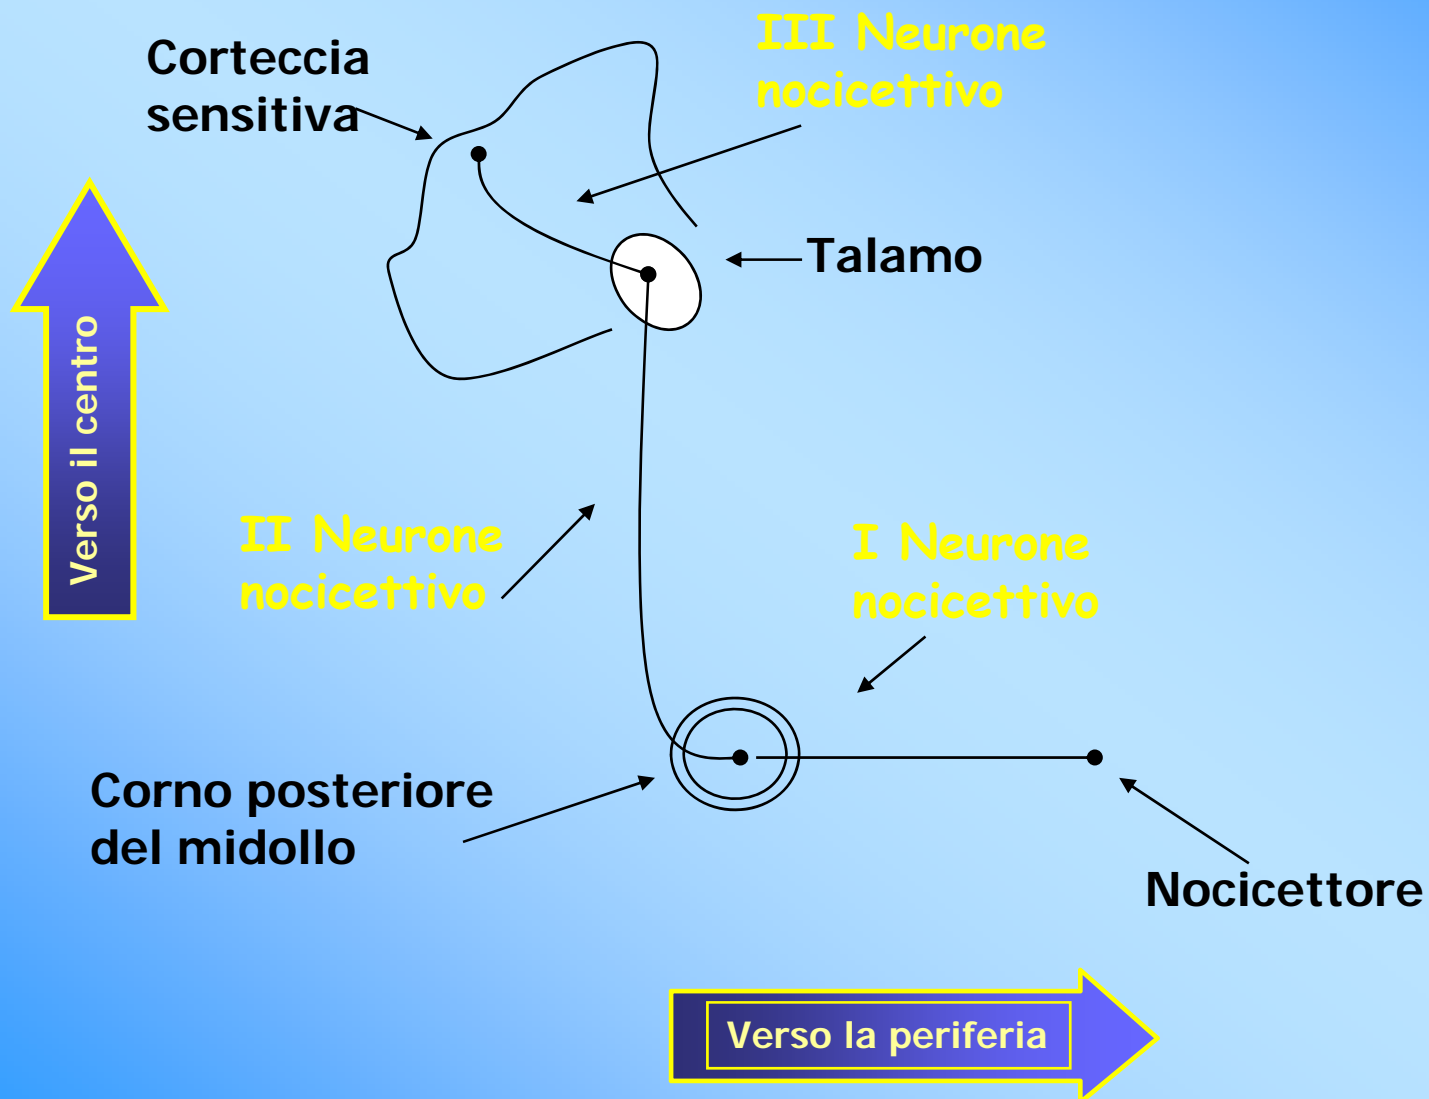 III Neurone
nocicettivo
Corteccia
sensitiva
Talamo
Verso il centro
II Neurone
nocicettivo
I Neurone
nocicettivo
Corno posteriore
del midollo
Nocicettore
Verso la periferia